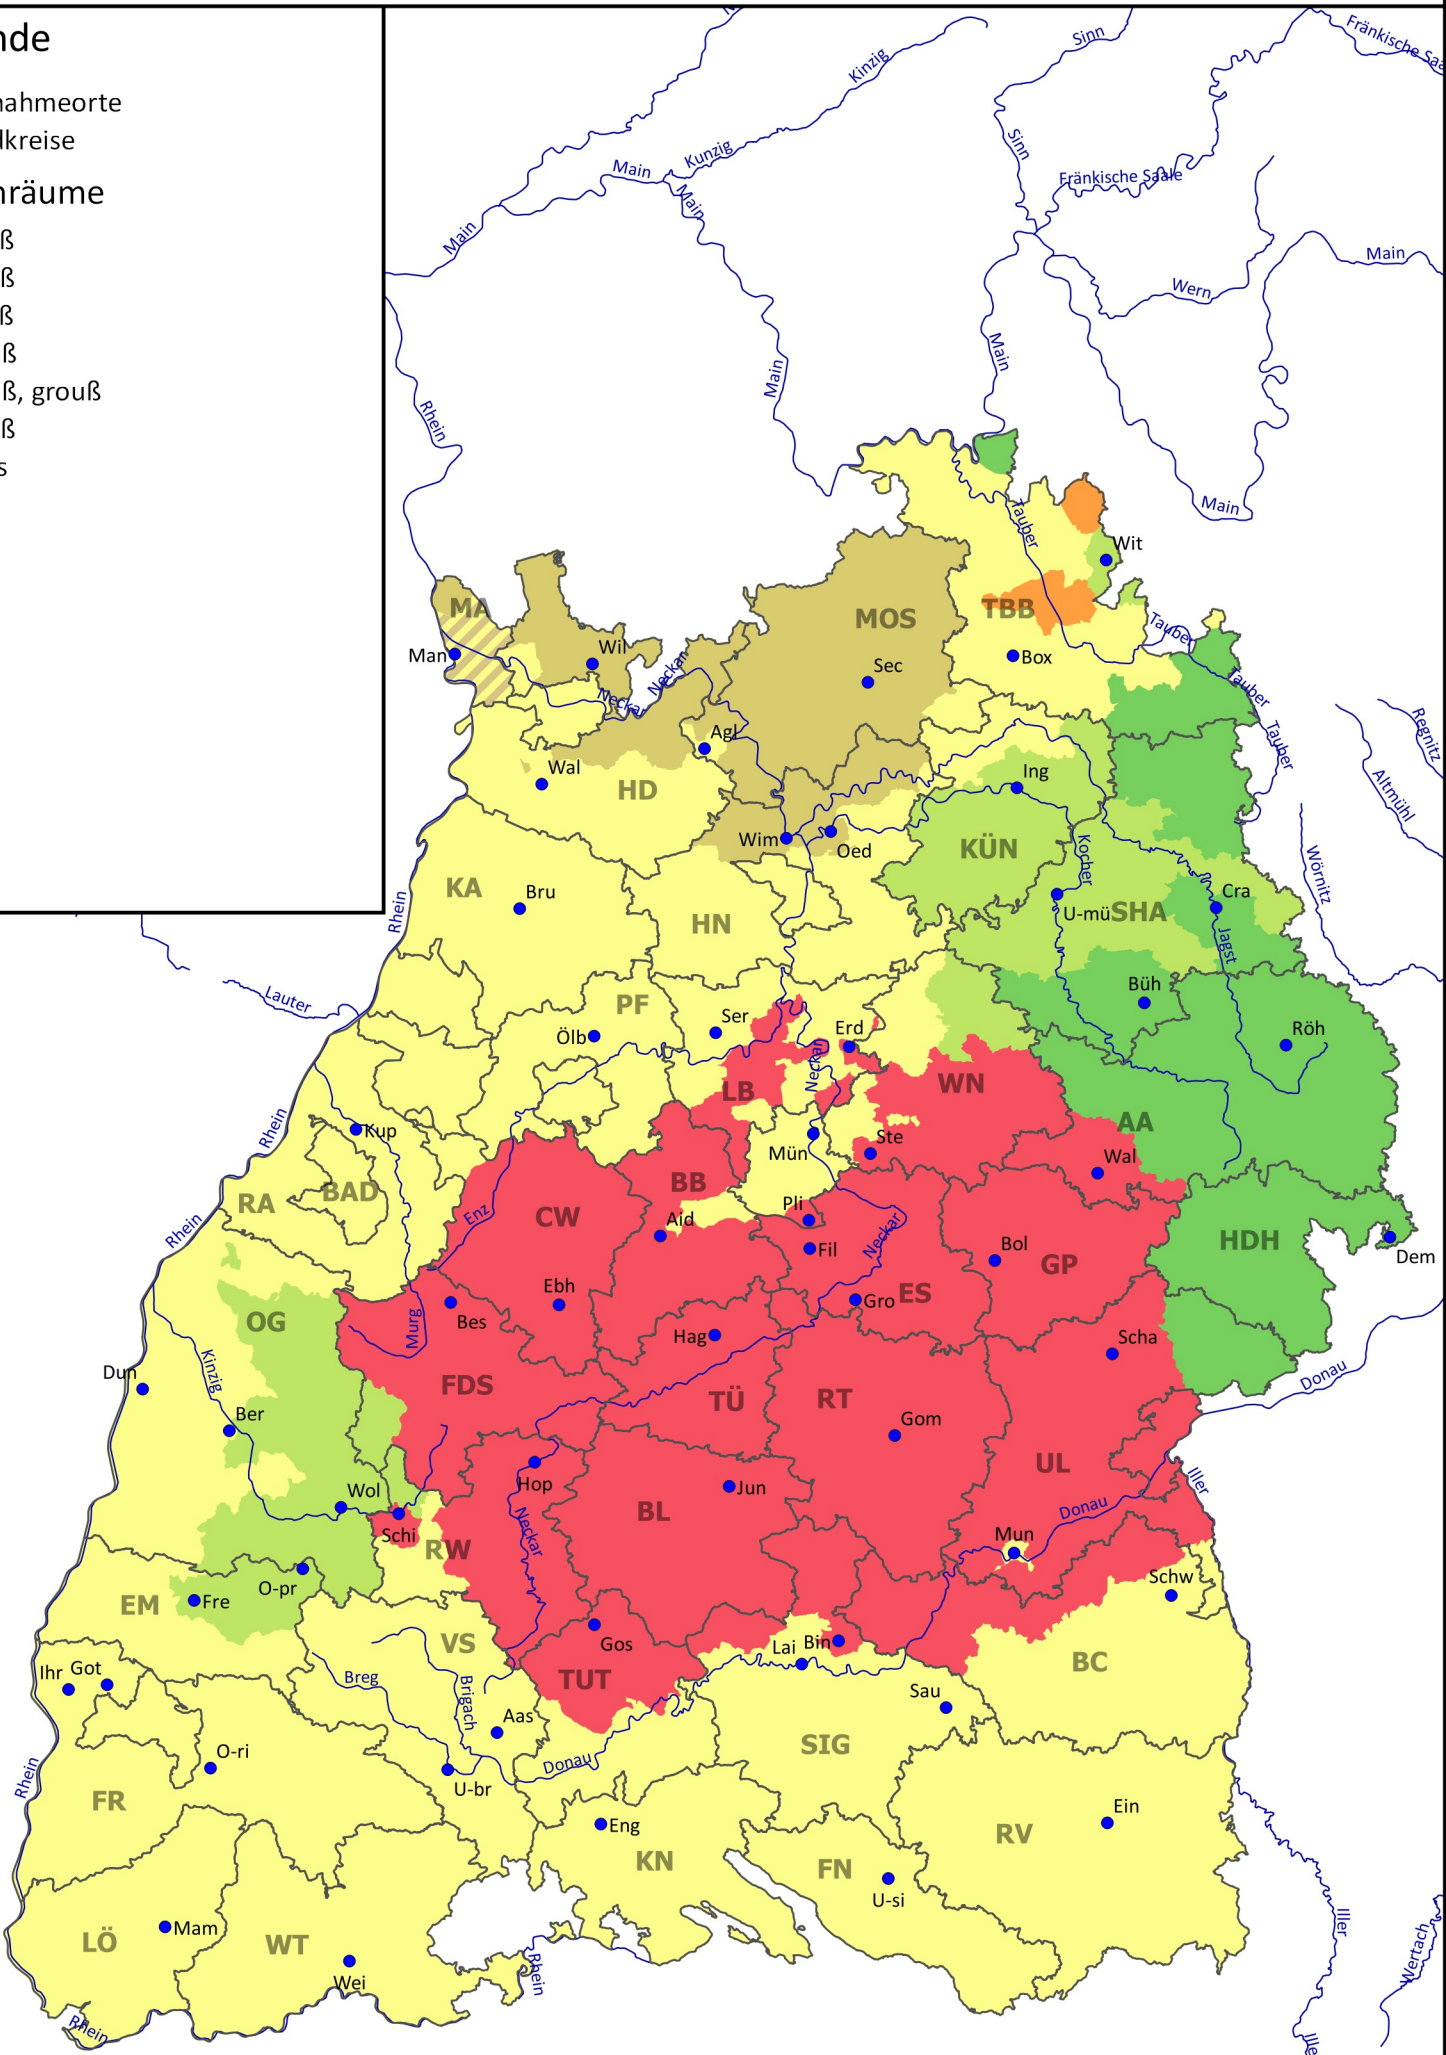 nde
nahmeorte
dkreise
nräume
ß
ß
ß
ß
ß, grouß
ß
s
Sinn
Fränkische Saa
Kinzig
Kunzig
Main
Sinn
Fränkische Saale
Main
Main
Main
Wern
Main
Main
Rhein
Main
Tauber
Wit
MA
MOS
TBB
Tauber
Man
Wil
Neckar
Sec
Box
Neckar
Tauber
Regnitz
Agl
Tauber
Wal
HD
Ing
Altmühl
Wim
Oed
KÜN
Kocher
Wörnitz
KA
Bru
Rhein
HN
U-mü
SHA
Cra
Jagst
Lauter
PF
Büh
Ölb
Ser
Erd
Röh
Neckar
LB
WN
Rhein
Kup
AA
Mün
Ste
Wal
RA
BAD
BB
Rhein
Enz
CW
Aid
Pli
Fil
Neckar
Bol
GP
HDH
Dem
Ebh
ES
Gro
OG
Murg
Bes
Hag
Scha
Dun
Kinzig
FDS
TÜ
RT
Donau
Ber
Gom
Wol
Hop
Jun
UL
Iller
Schi
Neckar
BL
Donau
RW
Mun
Schw
O-pr
Fre
EM
VS
Gos
Lai
Bin
BC
Ihr
Got
Breg
Brigach
TUT
Sau
Aas
O-ri
Donau
SIG
Rhein
U-br
FR
Eng
Ein
KN
FN
RV
U-si
LÖ
Mam
WT
Iller
Wertach
Wei
Rhein
Rhein
Ille